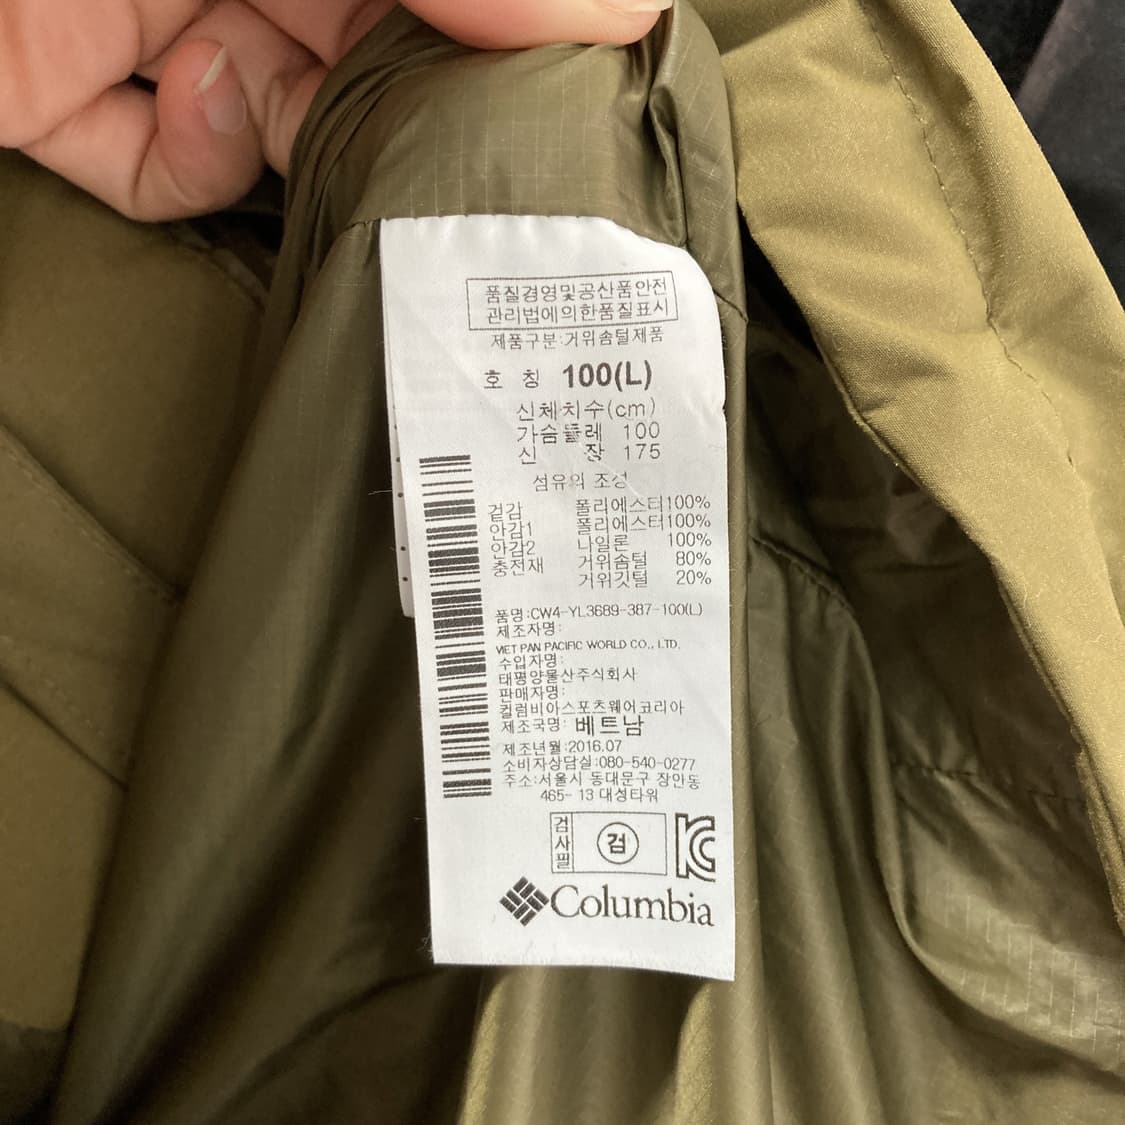 품질경영및공산품안전
관리법에의한품질표시
제품구분:거위솜털제품
호 칭 100(L)
신체치수(cm)
가슴둘레 100
신 장 175
섬유의 조성
겉감 폴리에스터100%
안감1 폴리에스터100%
안감2 나일론 100%
충전재 거위솜털 80%
거위깃털 20%
품명:CW4-YL3689-387-100(L)
제조자명:
VIET PAN PACIFIC WORLD CO., LTD.
수입자명:
태평양물산주식회사
판매자명:
컬럼비아스포츠웨어코리아
제조국명: 베트남
제조년월:2016.07
소비자상담실:080-540-0277
주소:서울시 동대문구 장안동
465- 13 대성타워
검사필 검 KC
Columbia